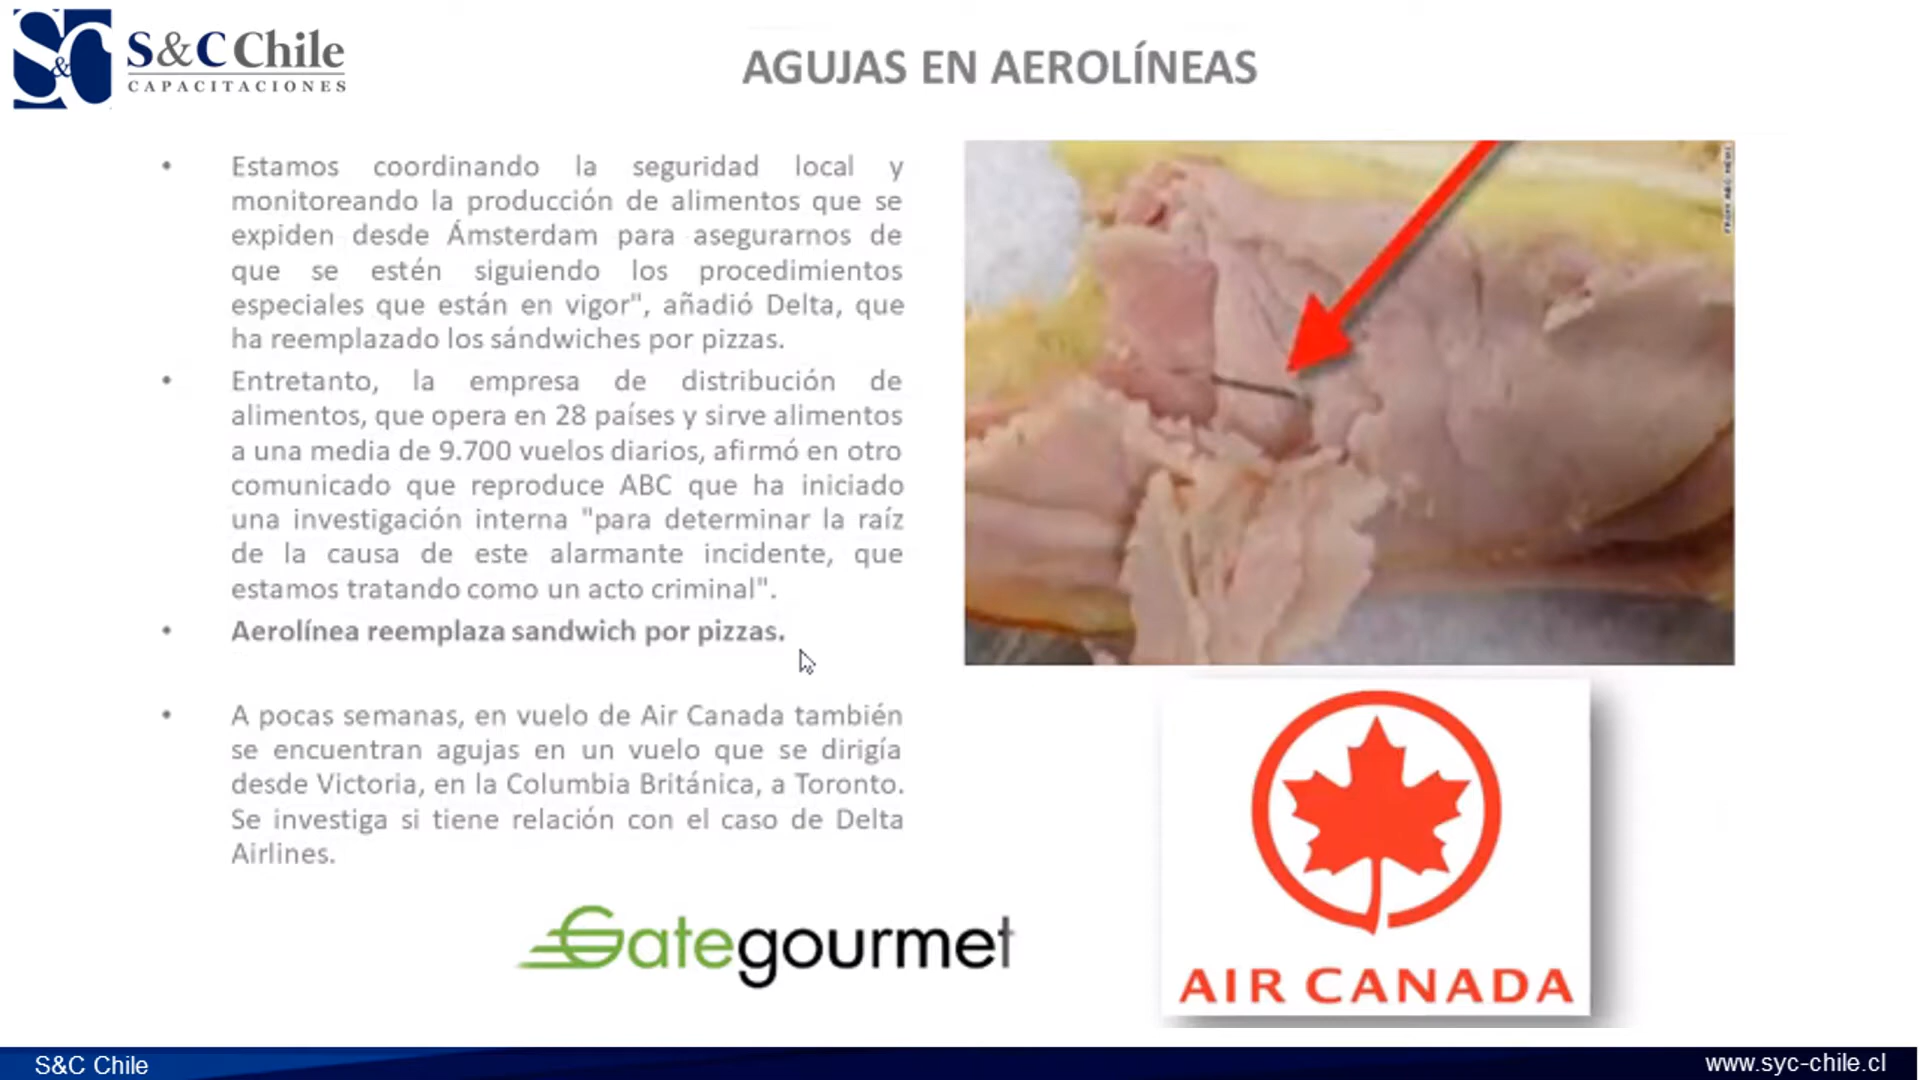 S&C Chile
CAPACITACIONES
AGUJAS EN AEROLÍNEAS
• Estamos coordinando la seguridad local y
monitoreando la producción de alimentos que se
expiden desde Ámsterdam para asegurarnos de
que se estén siguiendo los procedimientos
especiales que están en vigor", añadió Delta, que
ha reemplazado los sándwiches por pizzas.
• Entretanto, la empresa de distribución de
alimentos, que opera en 28 países y sirve alimentos
a una media de 9.700 vuelos diarios, afirmó en otro
comunicado que reproduce ABC que ha iniciado
una investigación interna "para determinar la raíz
de la causa de este alarmante incidente, que
estamos tratando como un acto criminal".
• Aerolínea reemplaza sandwich por pizzas.
• A pocas semanas, en vuelo de Air Canada también
se encuentran agujas en un vuelo que se dirigía
desde Victoria, en la Columbia Británica, a Toronto.
Se investiga si tiene relación con el caso de Delta
Airlines.
Gategourmet
AIR CANADA
S&C Chile
www.syc-chile.cl